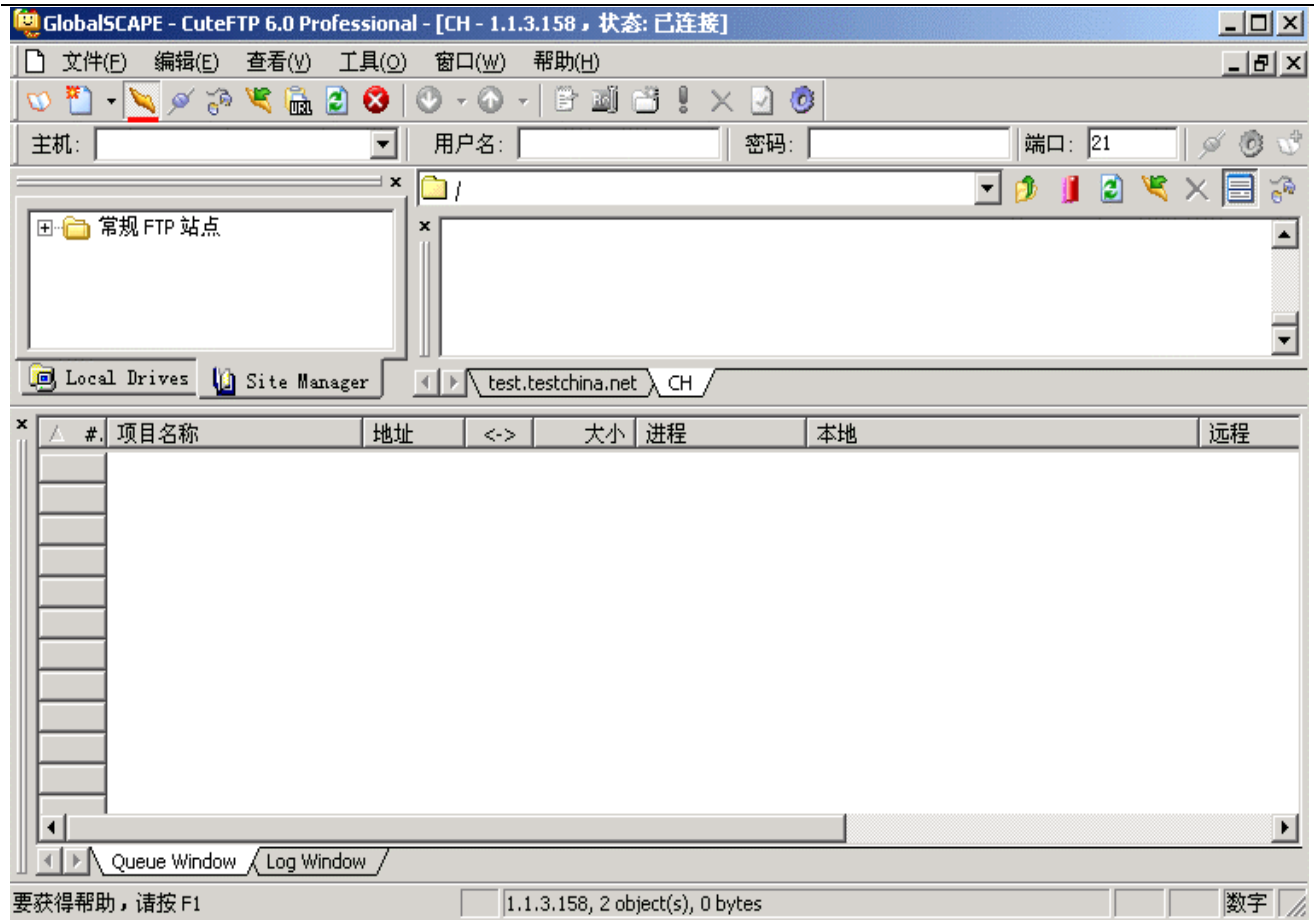 GlobalSCAPE - CuteFTP 6.0 Professional - [CH - 1.1.3.158，状态: 已连接]
文件(F) 编辑(E) 查看(V) 工具(O) 窗口(W) 帮助(H)
URL
主机: 用户名: 密码: 端口: 21
/
常规 FTP 站点
Local Drives Site Manager test.testchina.net CH
#. 项目名称 地址 <-> 大小 进程 本地 远程
Queue Window Log Window
要获得帮助，请按 F1 1.1.3.158, 2 object(s), 0 bytes 数字